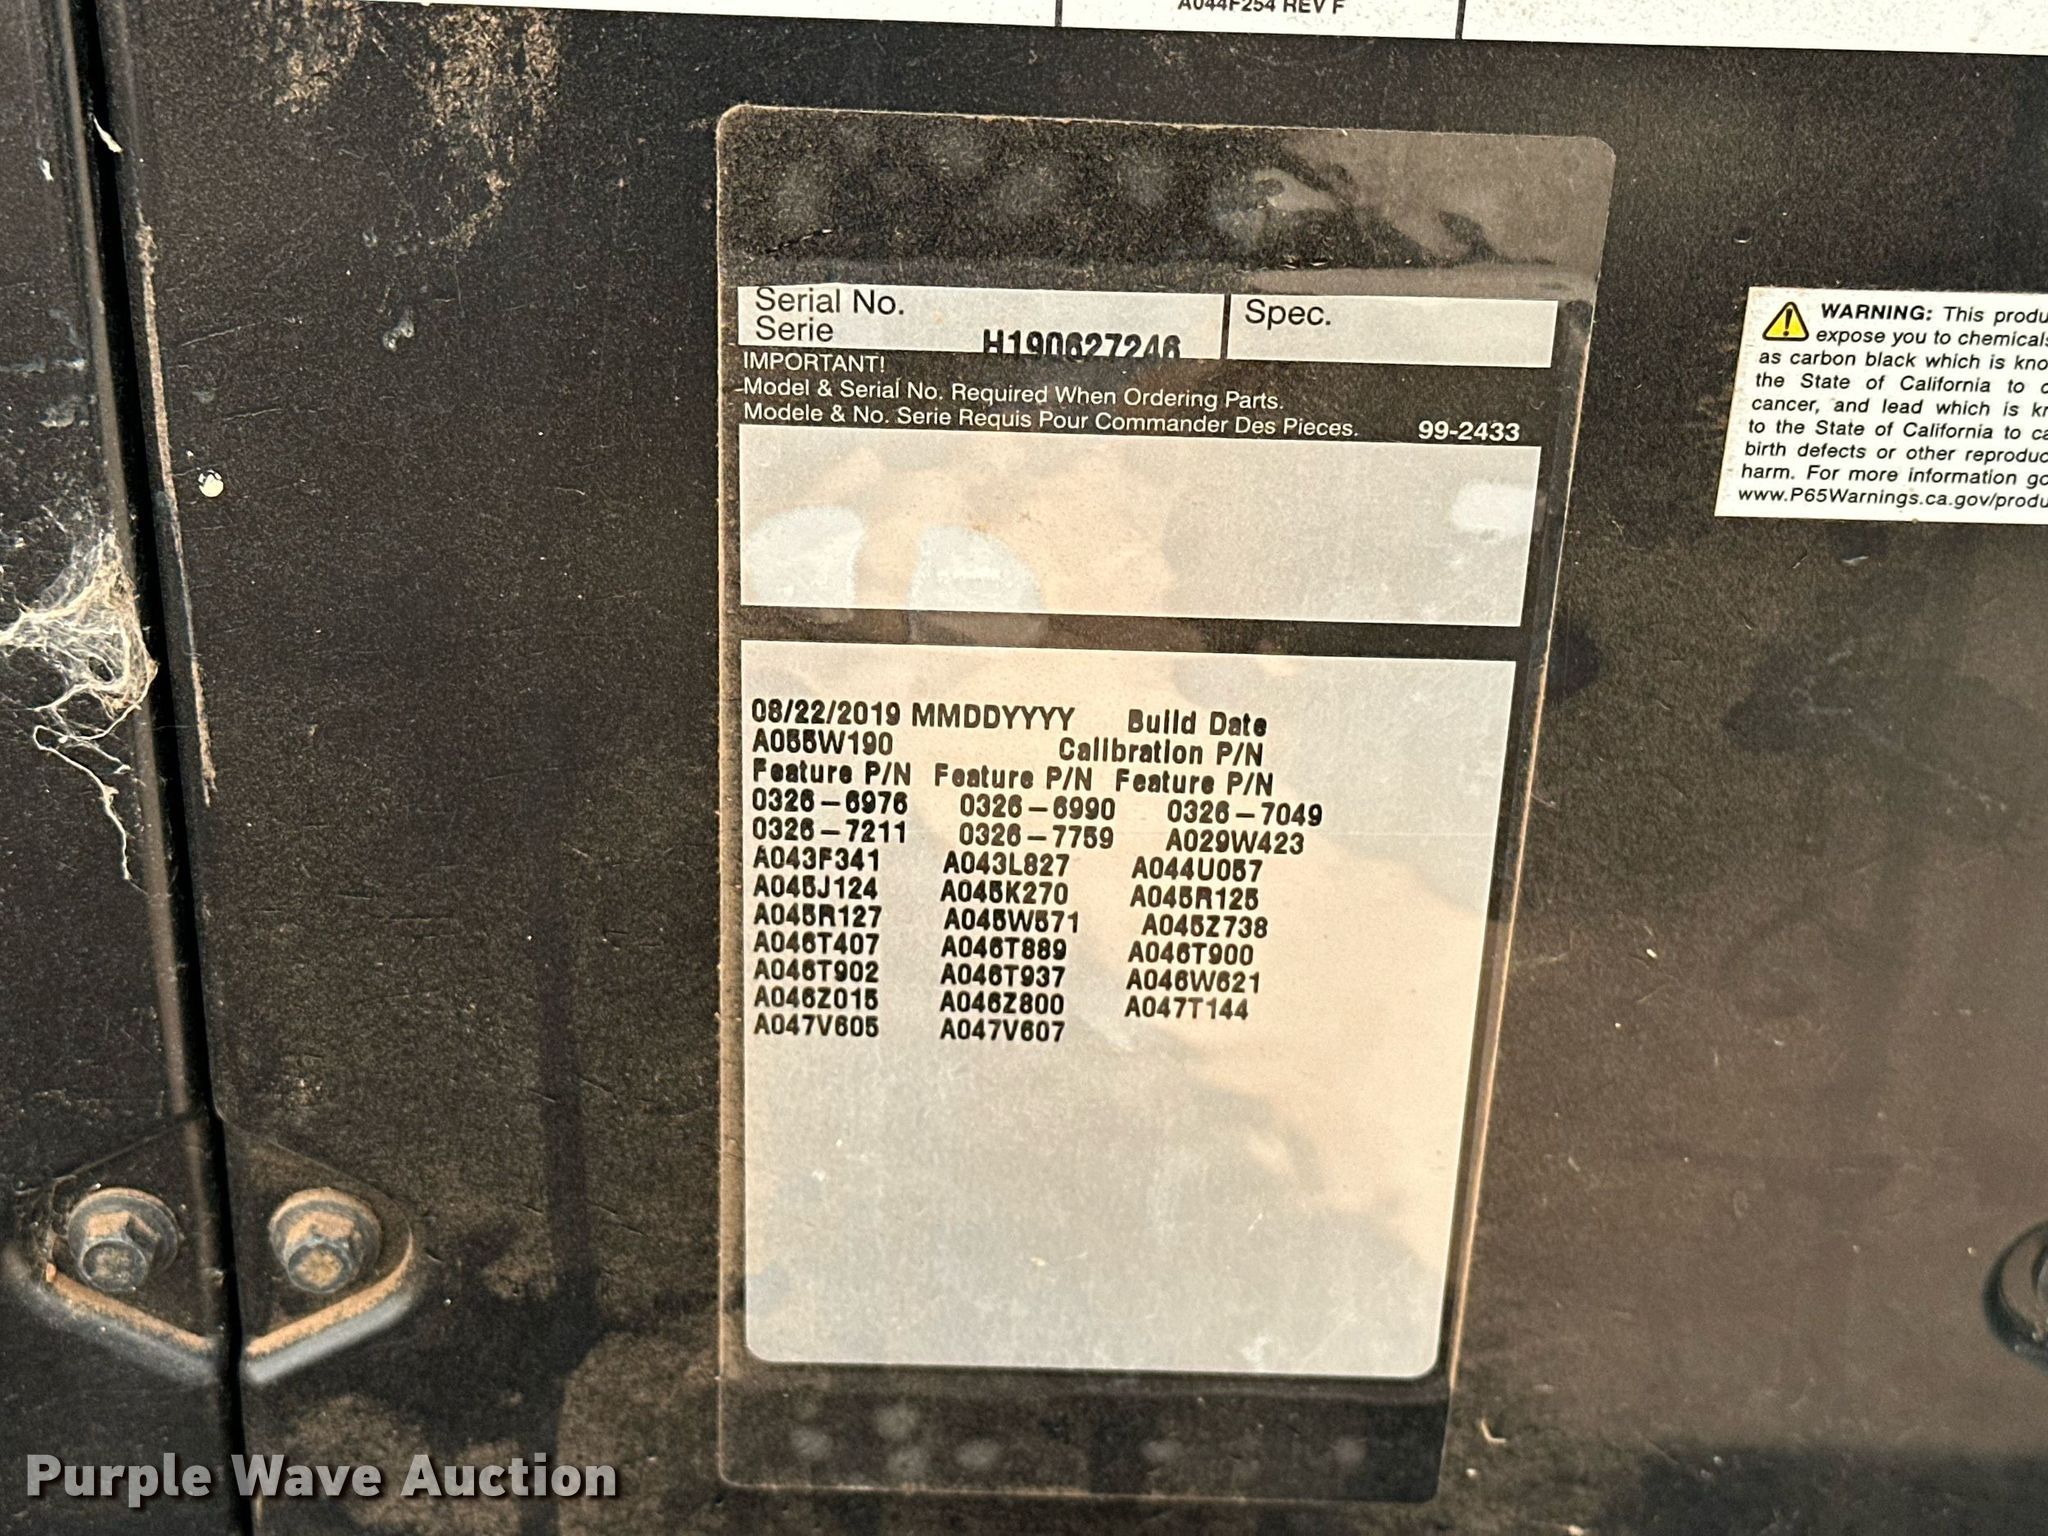 A044F254 REV F
Serial No.
Serie
H190627246
Spec.
IMPORTANT!
Model & Serial No. Required When Ordering Parts.
Modele & No. Serie Requis Pour Commander Des Pieces. 99-2433
08/22/2019 MMDDYYYY Build Date
A055W190 Calibration P/N
Feature P/N Feature P/N Feature P/N
0326-6976 0326-6990 0326-7049
0326-7211 0326-7759 A029W423
A043F341 A043L827 A044U057
A045J124 A045K270 A045R125
A045R127 A045W571 A045Z738
A046T407 A046T889 A046T900
A046T902 A046T937 A046W621
A046Z015 A046Z800 A047T144
A047V605 A047V607
WARNING: This produ
expose you to chemicals
as carbon black which is kno
the State of California to c
cancer, and lead which is kn
to the State of California to ca
birth defects or other reproduc
harm. For more information go
www.P65Warnings.ca.gov/produ
Purple Wave Auction